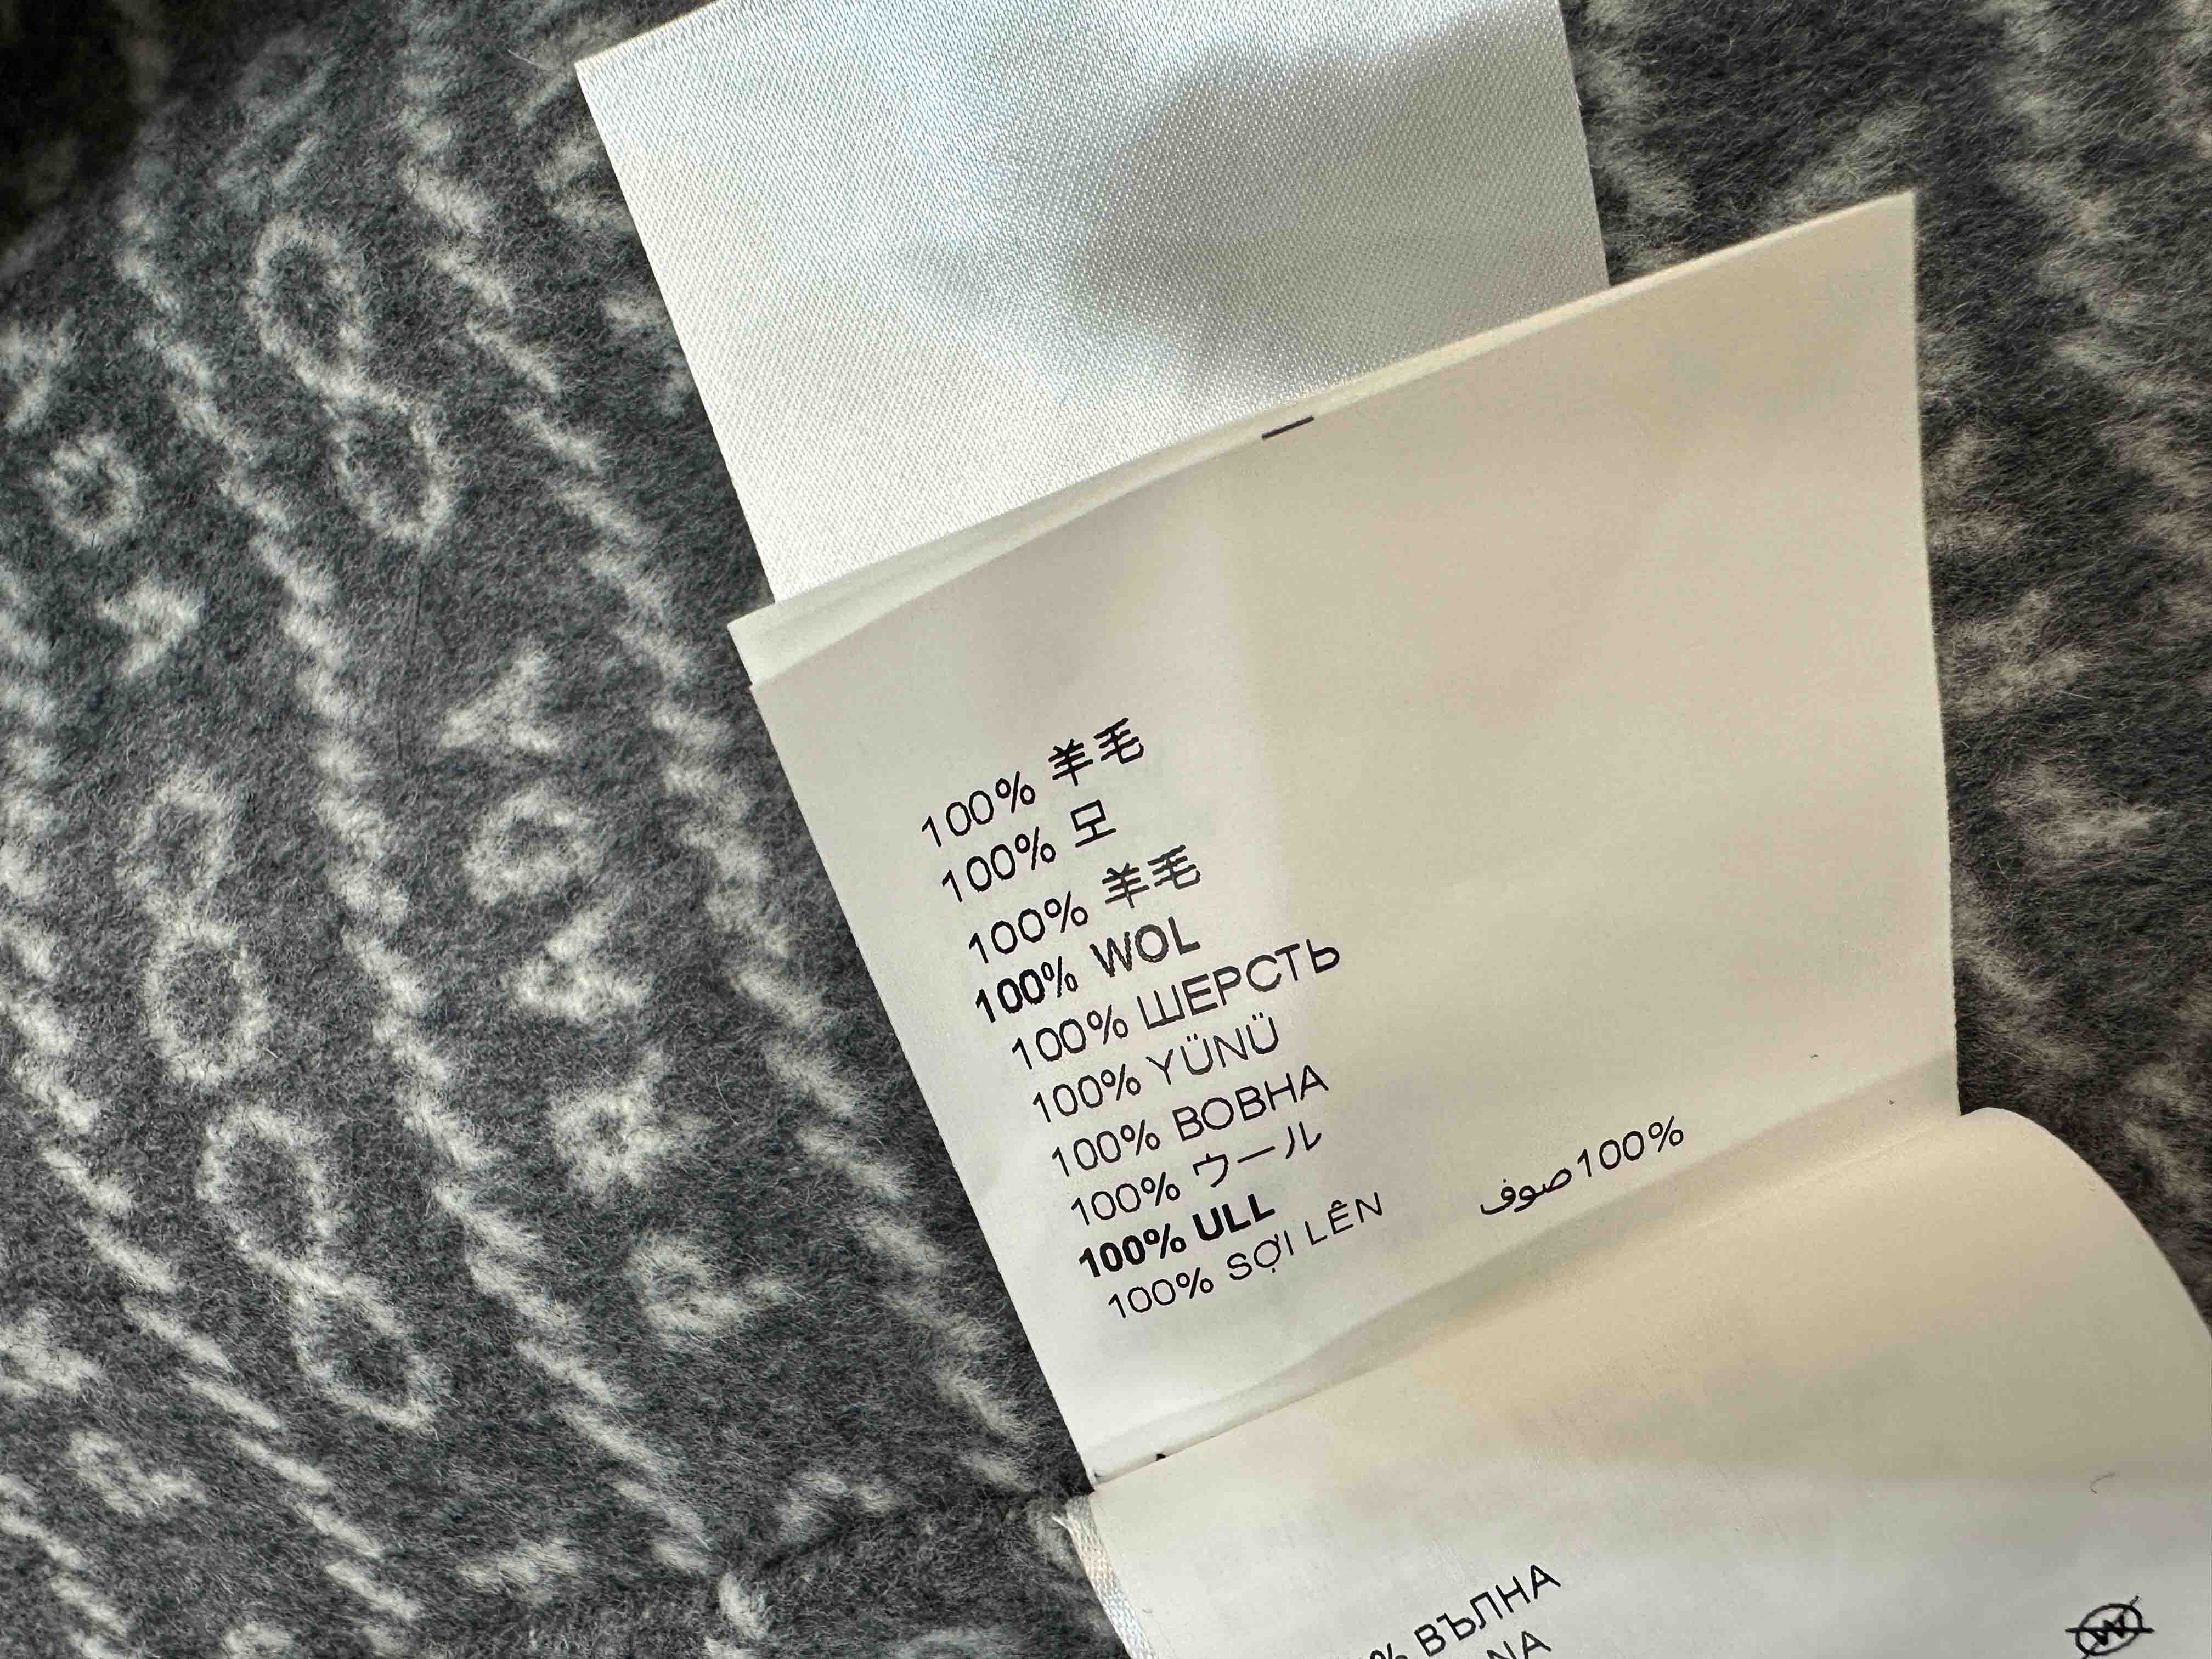 100% 羊毛
100% 모
100% 羊毛
100% WOL
100% ШЕРСТЬ
100% YÜNÜ
100% ВОВНА
100% ウール
100% ULL
100% SỢI LÊN
100% صوف
% ВЪЛНА
NA